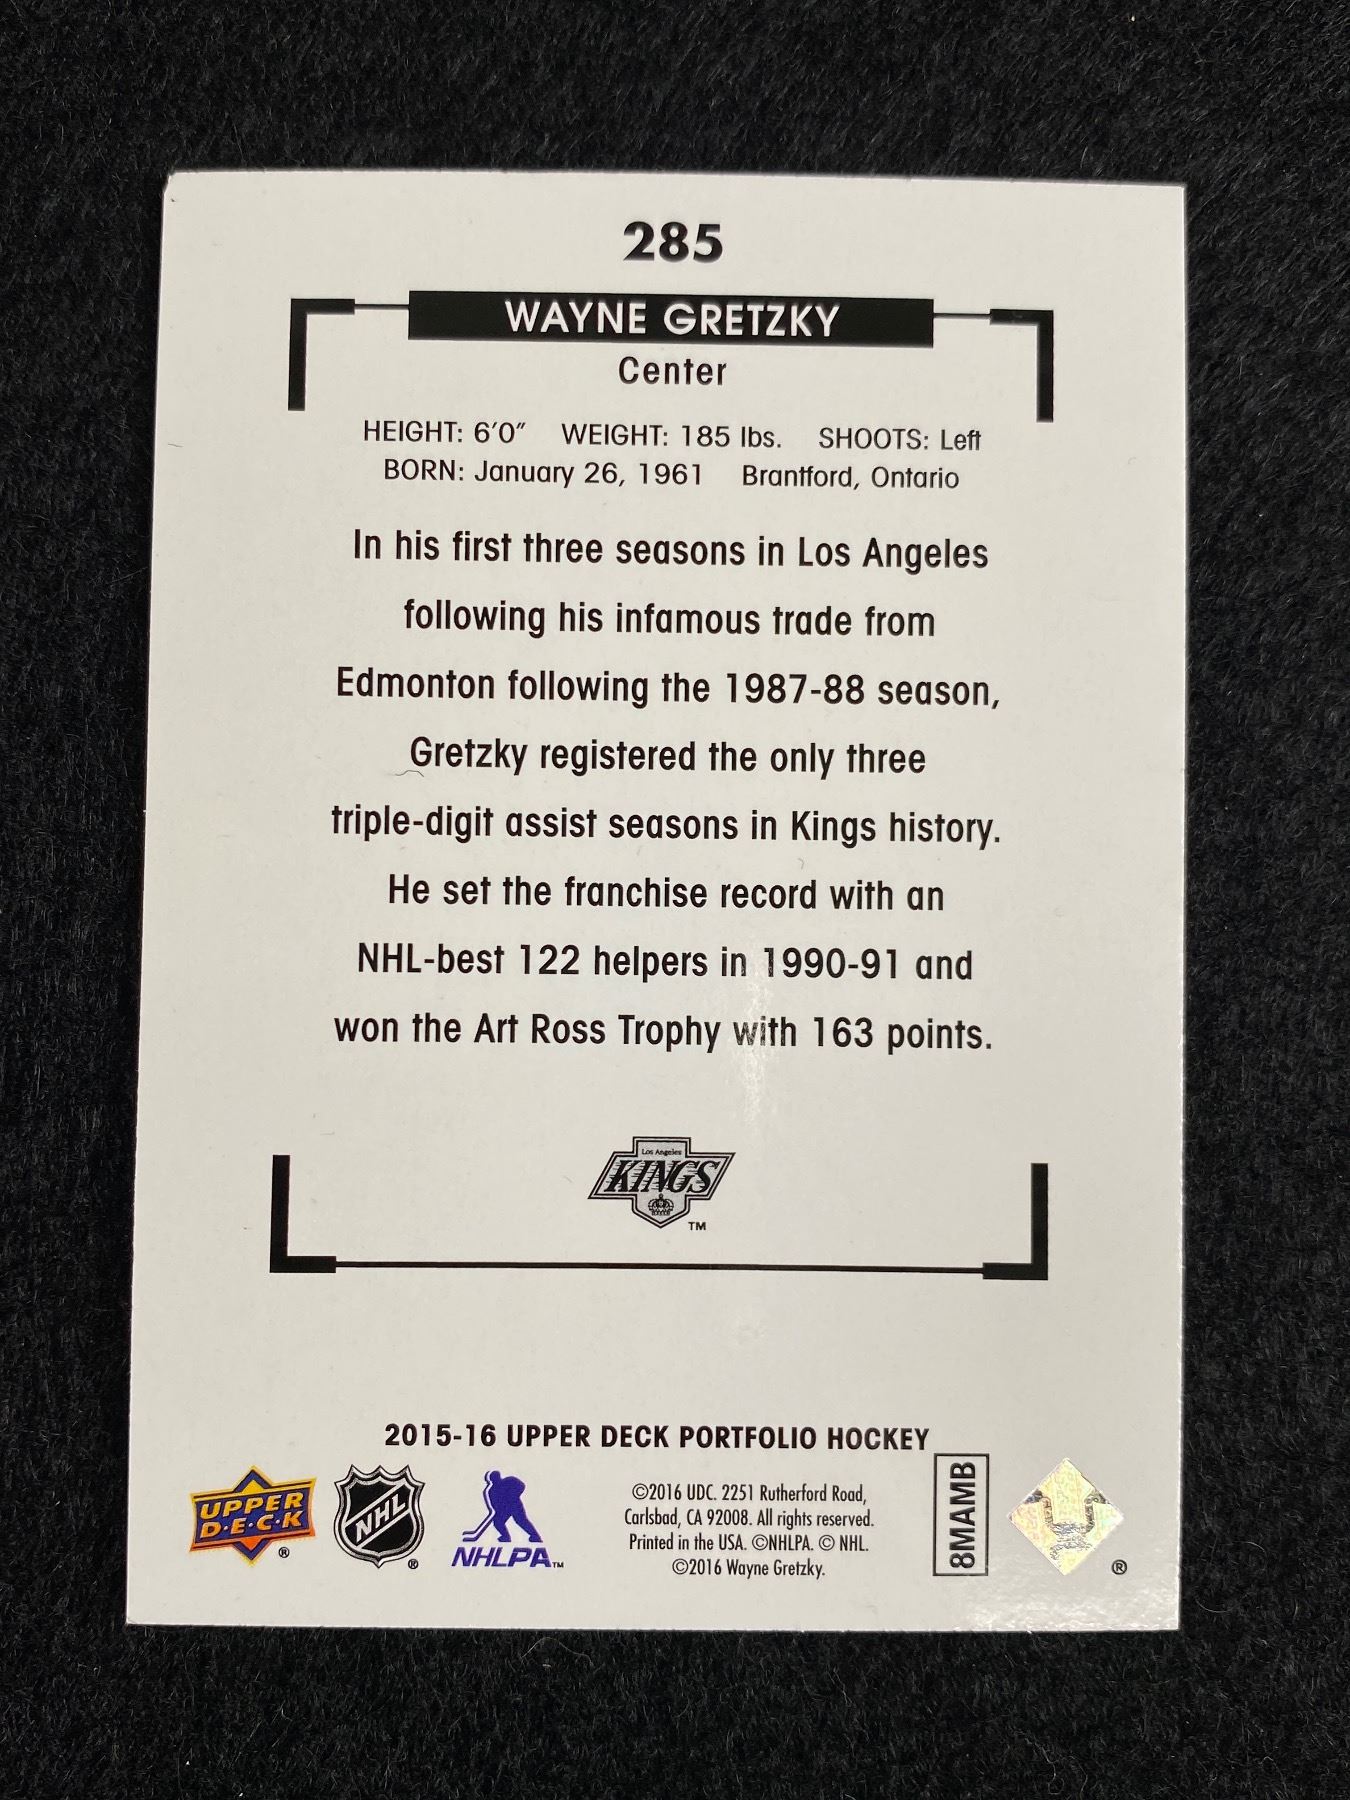 285
WAYNE GRETZKY
Center
HEIGHT: 6'0" WEIGHT: 185 lbs. SHOOTS: Left
BORN: January 26, 1961 Brantford, Ontario
In his first three seasons in Los Angeles
following his infamous trade from
Edmonton following the 1987-88 season,
Gretzky registered the only three
triple-digit assist seasons in Kings history.
He set the franchise record with an
NHL-best 122 helpers in 1990-91 and
won the Art Ross Trophy with 163 points.
Los Angeles
KINGS
TM
2015-16 UPPER DECK PORTFOLIO HOCKEY
UPPER
D·E·C·K
®
NHL
®
NHLPA
TM
©2016 UDC. 2251 Rutherford Road,
Carlsbad, CA 92008. All rights reserved.
Printed in the USA. ©NHLPA. © NHL.
©2016 Wayne Gretzky.
8MAMB
®